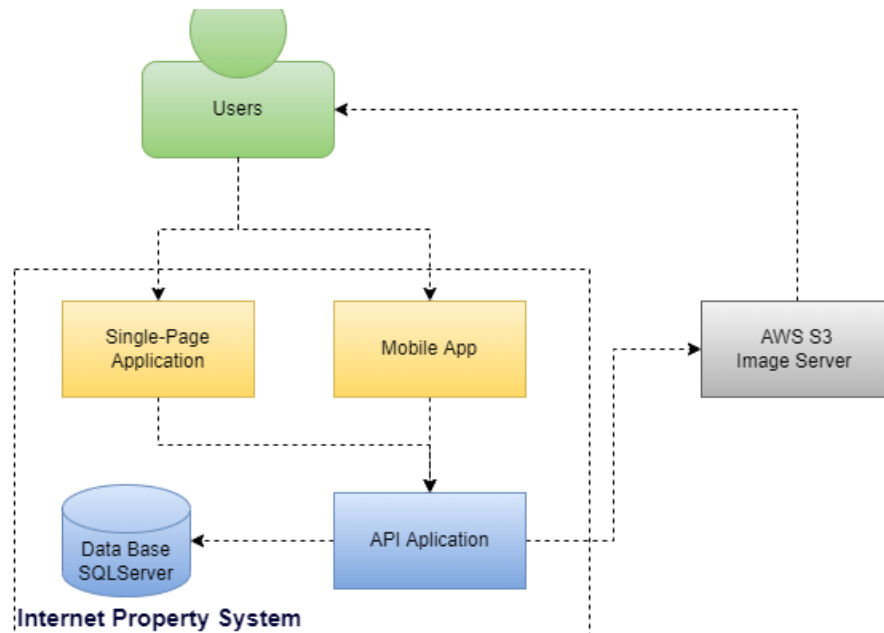 Users
Single-Page
Application
Mobile App
AWS S3
Image Server
Data Base
SQLServer
API Aplication
Internet Property System